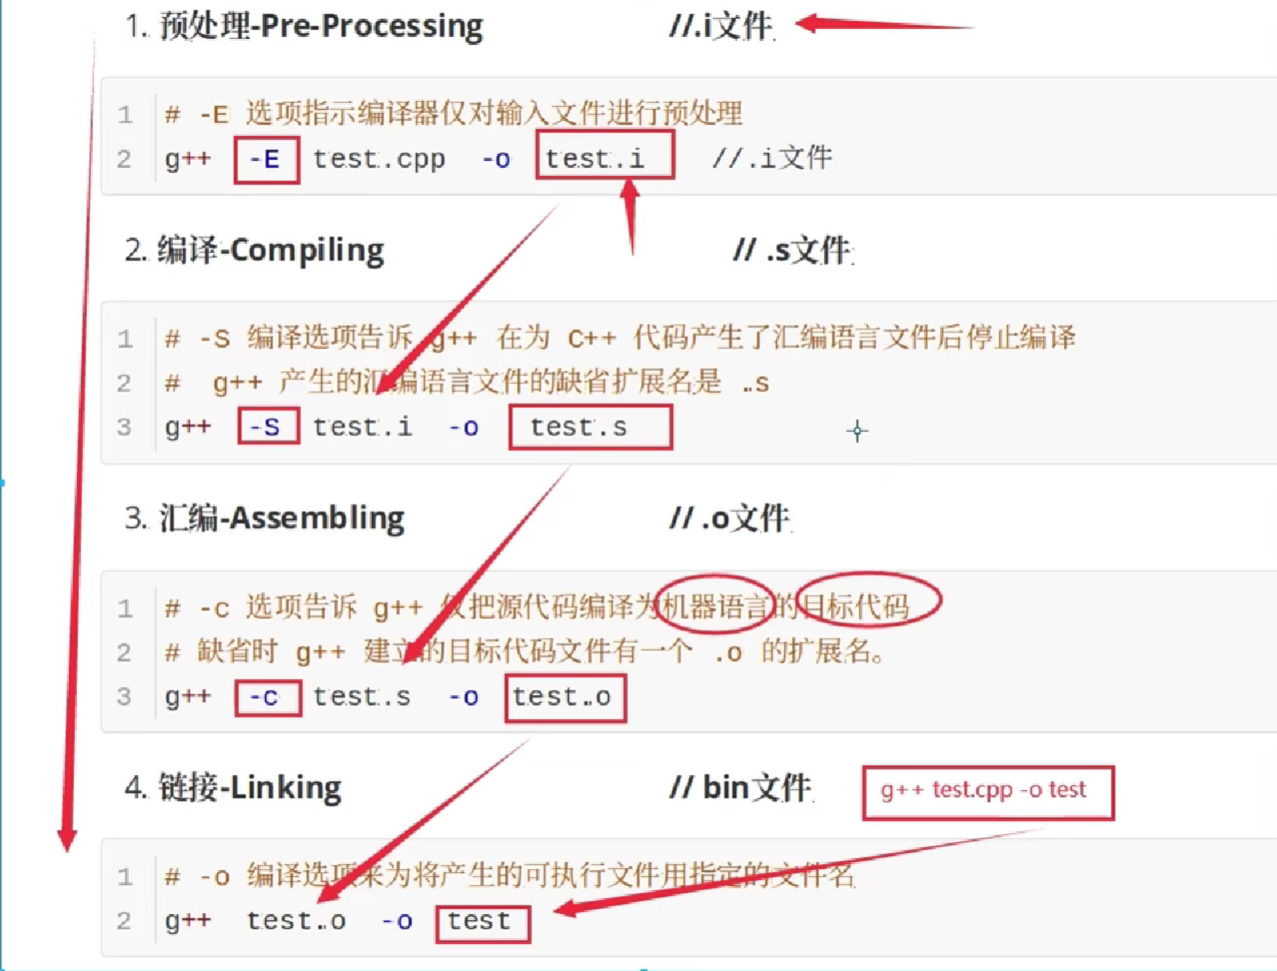 1. 预处理-Pre-Processing //.i文件
1 # -E 选项指示编译器仅对输入文件进行预处理
2 g++ -E test.cpp -o test.i //.i文件
2. 编译-Compiling // .s文件
1 # -S 编译选项告诉 g++ 在为 C++ 代码产生了汇编语言文件后停止编译
2 # g++ 产生的汇编语言文件的缺省扩展名是 .s
3 g++ -S test.i -o test.s
3. 汇编-Assembling // .o文件
1 # -c 选项告诉 g++ 仅把源代码编译为机器语言的目标代码
2 # 缺省时 g++ 建立的目标代码文件有一个 .o 的扩展名。
3 g++ -c test.s -o test.o
4. 链接-Linking // bin文件 g++ test.cpp -o test
1 # -o 编译选项来为将产生的可执行文件用指定的文件名
2 g++ test.o -o test